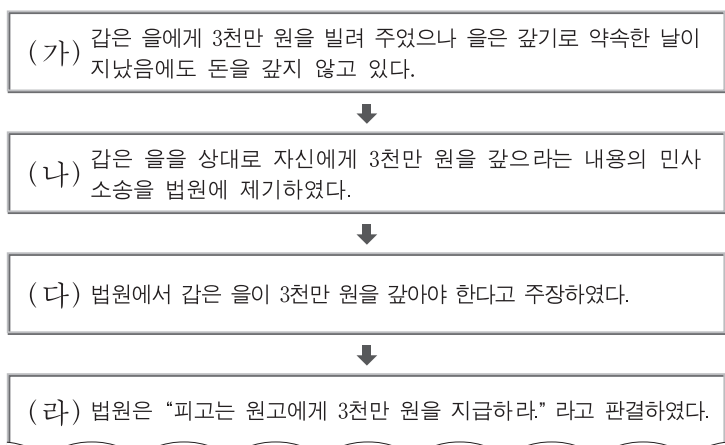 (가) 갑은 을에게 3천만 원을 빌려 주었으나 을은 갚기로 약속한 날이
지났음에도 돈을 갚지 않고 있다.
(나) 갑은 을을 상대로 자신에게 3천만 원을 갚으라는 내용의 민사
소송을 법원에 제기하였다.
(다) 법원에서 갑은 을이 3천만 원을 갚아야 한다고 주장하였다.
(라) 법원은 “피고는 원고에게 3천만 원을 지급하라.” 라고 판결하였다.